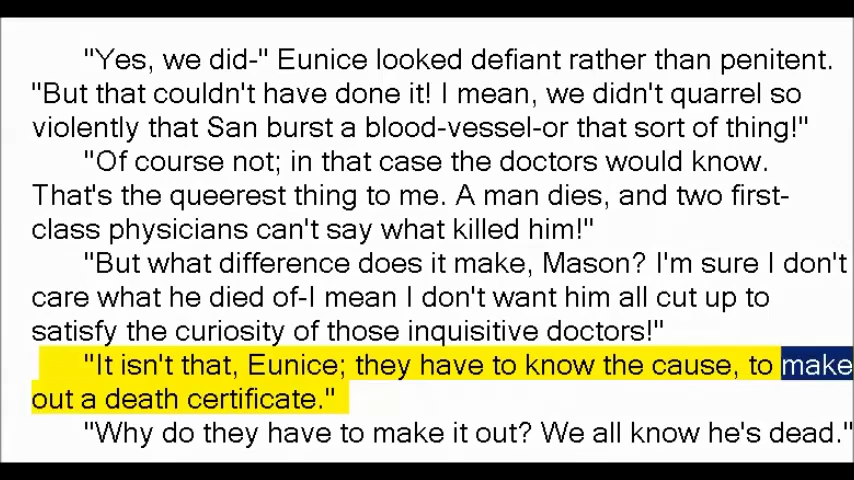 "Yes, we did-" Eunice looked defiant rather than penitent.
"But that couldn't have done it! I mean, we didn't quarrel so
violently that San burst a blood-vessel-or that sort of thing!"
"Of course not; in that case the doctors would know.
That's the queerest thing to me. A man dies, and two first-
class physicians can't say what killed him!"
"But what difference does it make, Mason? I'm sure I don't
care what he died of-I mean I don't want him all cut up to
satisfy the curiosity of those inquisitive doctors!"
"It isn't that, Eunice; they have to know the cause, to make
out a death certificate."
"Why do they have to make it out? We all know he's dead."